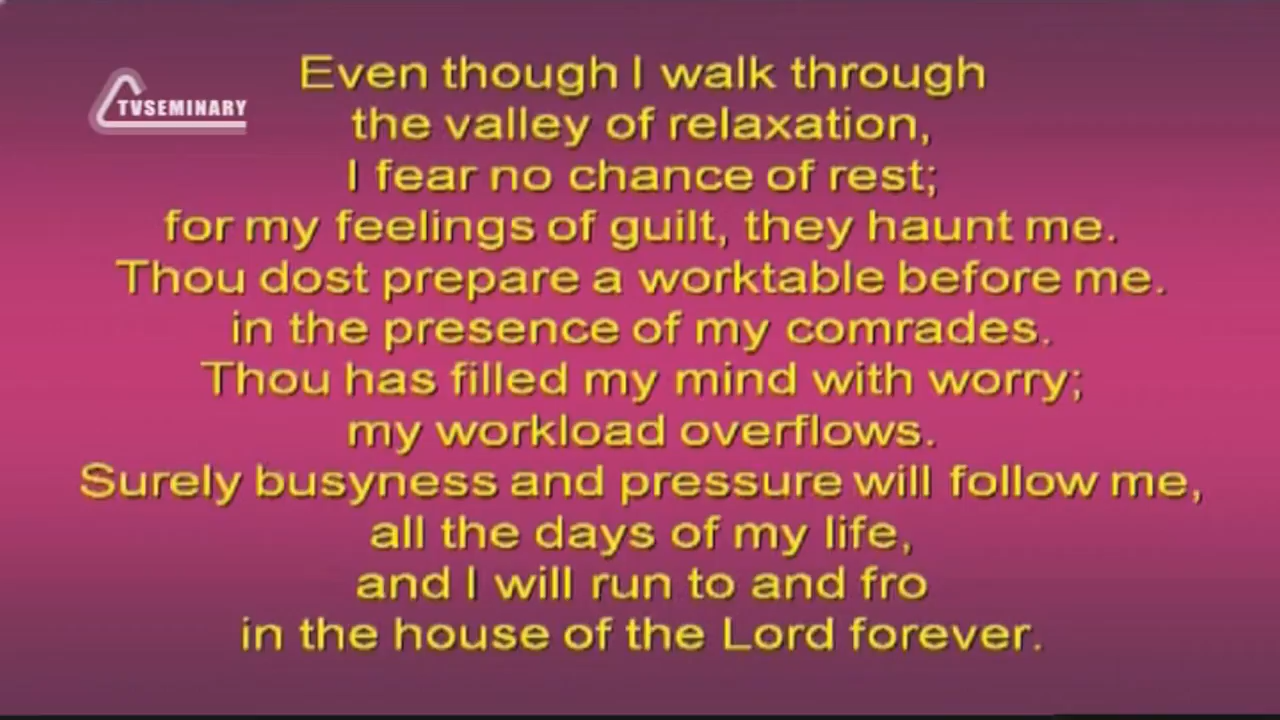 TVSEMINARY
Even though I walk through
the valley of relaxation,
I fear no chance of rest;
for my feelings of guilt, they haunt me.
Thou dost prepare a worktable before me.
in the presence of my comrades.
Thou has filled my mind with worry;
my workload overflows.
Surely busyness and pressure will follow me,
all the days of my life,
and I will run to and fro
in the house of the Lord forever.